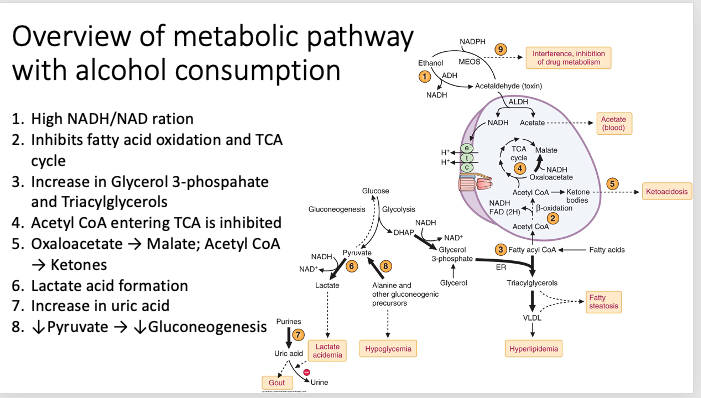 Overview of metabolic pathway
with alcohol consumption
1. High NADH/NAD ration
2. Inhibits fatty acid oxidation and TCA
cycle
3. Increase in Glycerol 3-phospahate
and Triacylglycerols
4. Acetyl CoA entering TCA is inhibited
5. Oxaloacetate → Malate; Acetyl CoA
→ Ketones
6. Lactate acid formation
7. Increase in uric acid
8. ↓Pyruvate → ↓Gluconeogenesis
NADPH
9
Interference, inhibition
of drug metabolism
Ethanol
MEOS
1
ADH
Acetaldehyde (toxin)
NADH
ALDH
NADH
Acetate
Acetate
(blood)
H+
H+
e
t
c
TCA
cycle
Malate
4
NADH
Oxaloacetate
Acetyl CoA
Ketone
bodies
5
Ketoacidosis
NADH
FAD (2H)
β-oxidation
2
Acetyl CoA
Glucose
Gluconeogenesis
Glycolysis
DHAP
NADH
NAD+
Glycerol
3-phosphate
3
Fatty acyl CoA
Fatty acids
ER
NADH
Pyruvate
NAD+
6
8
Lactate
Alanine and
other gluconeogenic
precursors
Glycerol
Triacylglycerols
Fatty
steatosis
VLDL
Purines
7
Uric acid
Lactate
acidemia
Hypoglycemia
Hyperlipidemia
Gout
Urine